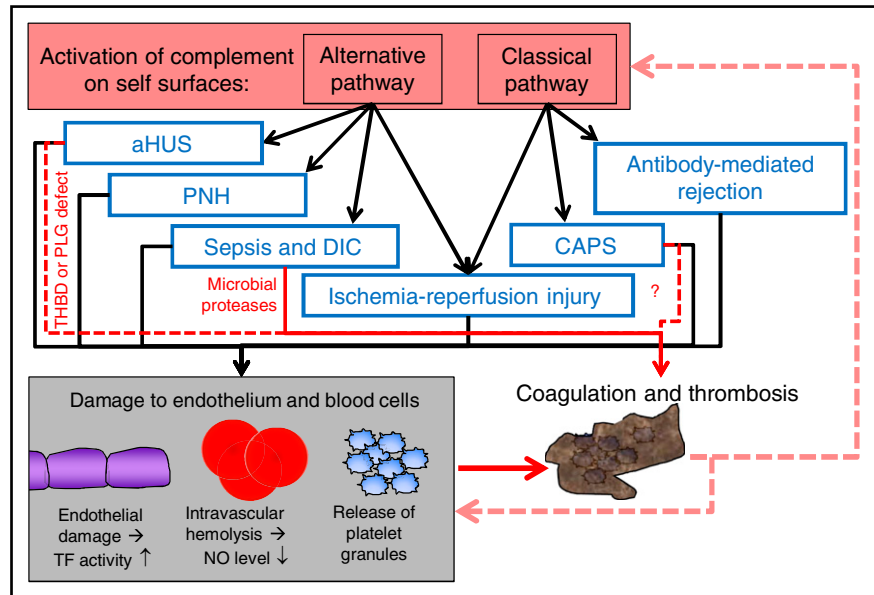 Activation of complement
on self surfaces:
Alternative
pathway
Classical
pathway
aHUS
Antibody-mediated
rejection
PNH
THBD or PLG defect
Sepsis and DIC
CAPS
Microbial
proteases
Ischemia-reperfusion injury
?
Damage to endothelium and blood cells
Coagulation and thrombosis
Endothelial
damage →
TF activity ↑
Intravascular
hemolysis →
NO level ↓
Release of
platelet
granules